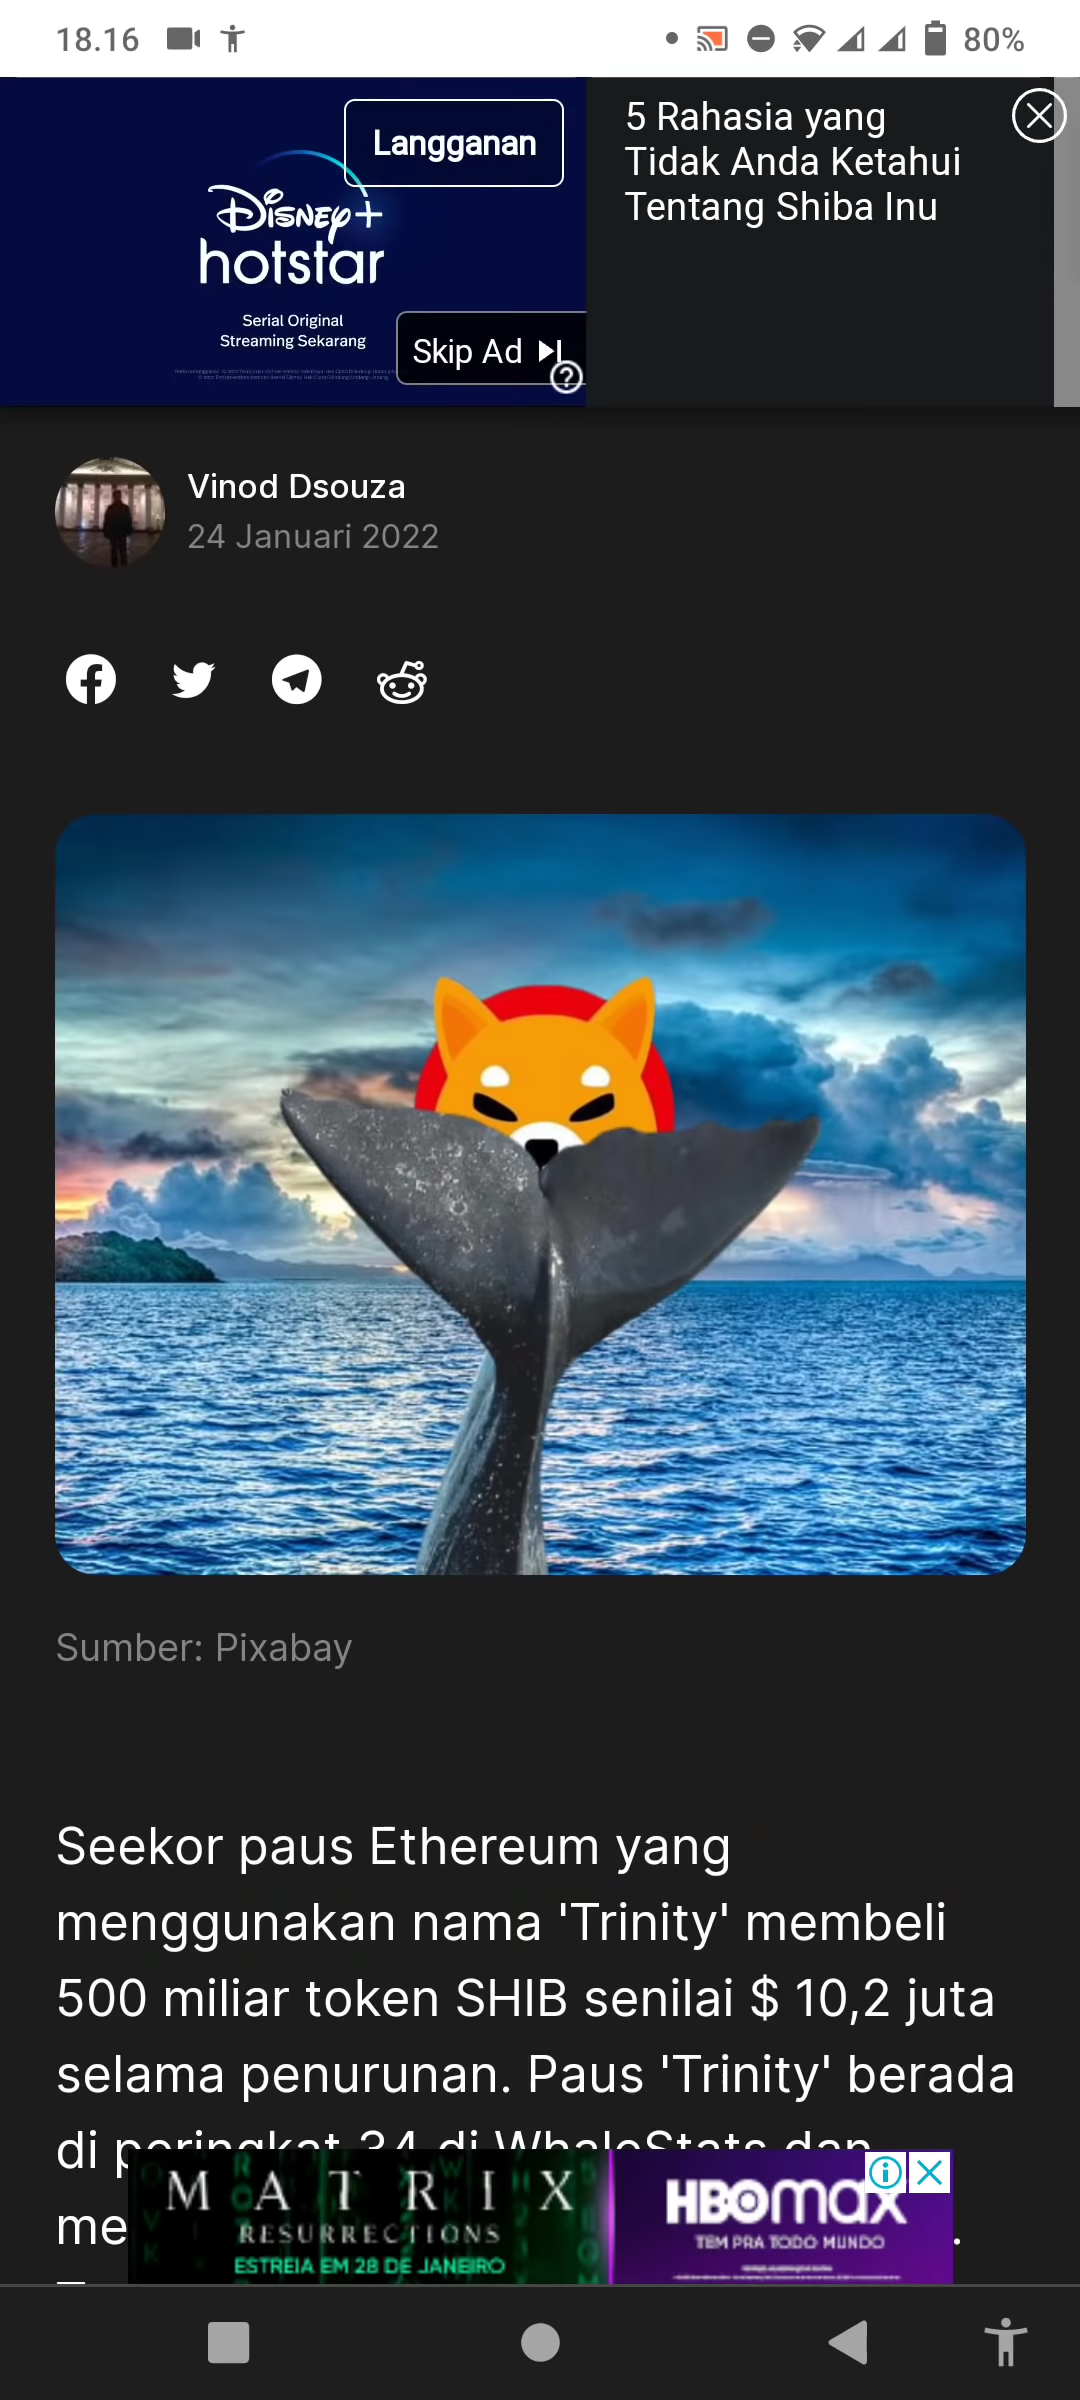 18.16
80%
Langganan
Disney+
hotstar
Serial Original
Streaming Sekarang
Skip Ad
5 Rahasia yang
Tidak Anda Ketahui
Tentang Shiba Inu
Vinod Dsouza
24 Januari 2022
Sumber: Pixabay
Seekor paus Ethereum yang
menggunakan nama 'Trinity' membeli
500 miliar token SHIB senilai $ 10,2 juta
selama penurunan. Paus 'Trinity' berada
di peringkat 34 di WhaleStats dan
me
.
MATRIX
RESURRECTIONS
ESTREIA EM 28 DE JANEIRO
HBOmax
TEM PRA TODO MUNDO